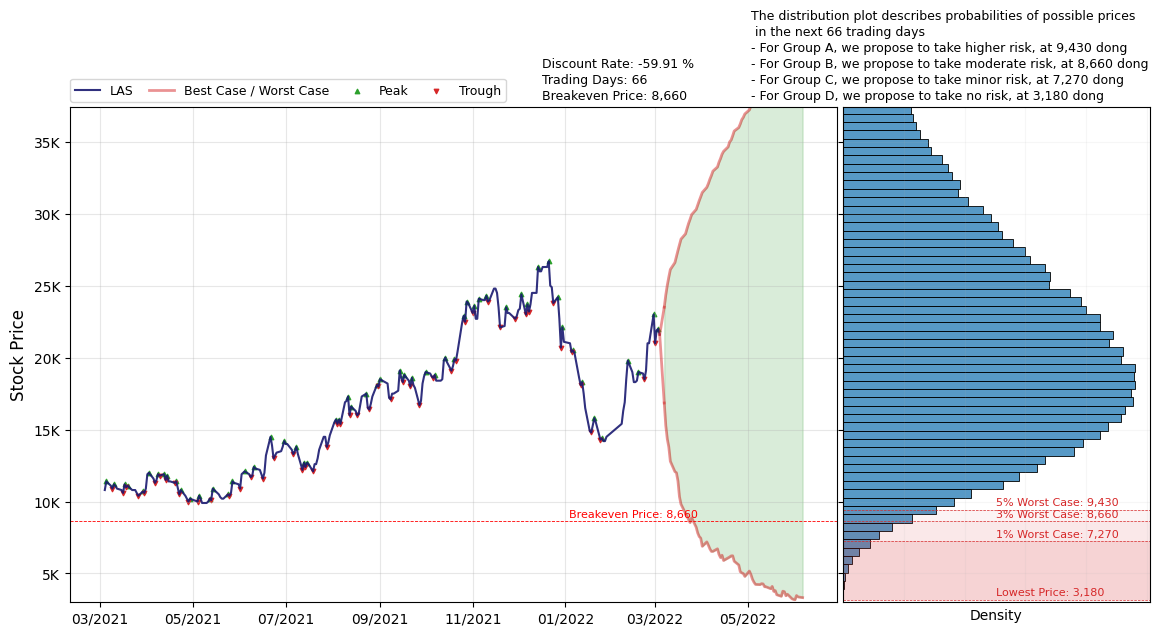 The distribution plot describes probabilities of possible prices
in the next 66 trading days
- For Group A, we propose to take higher risk, at 9,430 dong
- For Group B, we propose to take moderate risk, at 8,660 dong
- For Group C, we propose to take minor risk, at 7,270 dong
- For Group D, we propose to take no risk, at 3,180 dong
Discount Rate: -59.91 %
Trading Days: 66
Breakeven Price: 8,660
LAS
Best Case / Worst Case
Peak
Trough
Stock Price
35K
30K
25K
20K
15K
10K
5K
Breakeven Price: 8,660
5% Worst Case: 9,430
3% Worst Case: 8,660
1% Worst Case: 7,270
Lowest Price: 3,180
03/2021
05/2021
07/2021
09/2021
11/2021
01/2022
03/2022
05/2022
Density